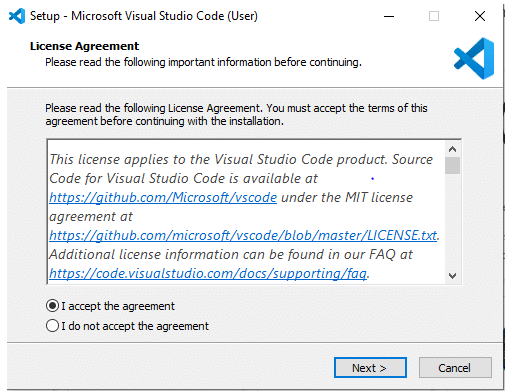 Setup - Microsoft Visual Studio Code (User)
License Agreement
Please read the following important information before continuing.
Please read the following License Agreement. You must accept the terms of this
agreement before continuing with the installation.
This license applies to the Visual Studio Code product. Source
Code for Visual Studio Code is available at
https://github.com/Microsoft/vscode under the MIT license
agreement at
https://github.com/microsoft/vscode/blob/master/LICENSE.txt.
Additional license information can be found in our FAQ at
https://code.visualstudio.com/docs/supporting/faq.
I accept the agreement
I do not accept the agreement
Next >
Cancel